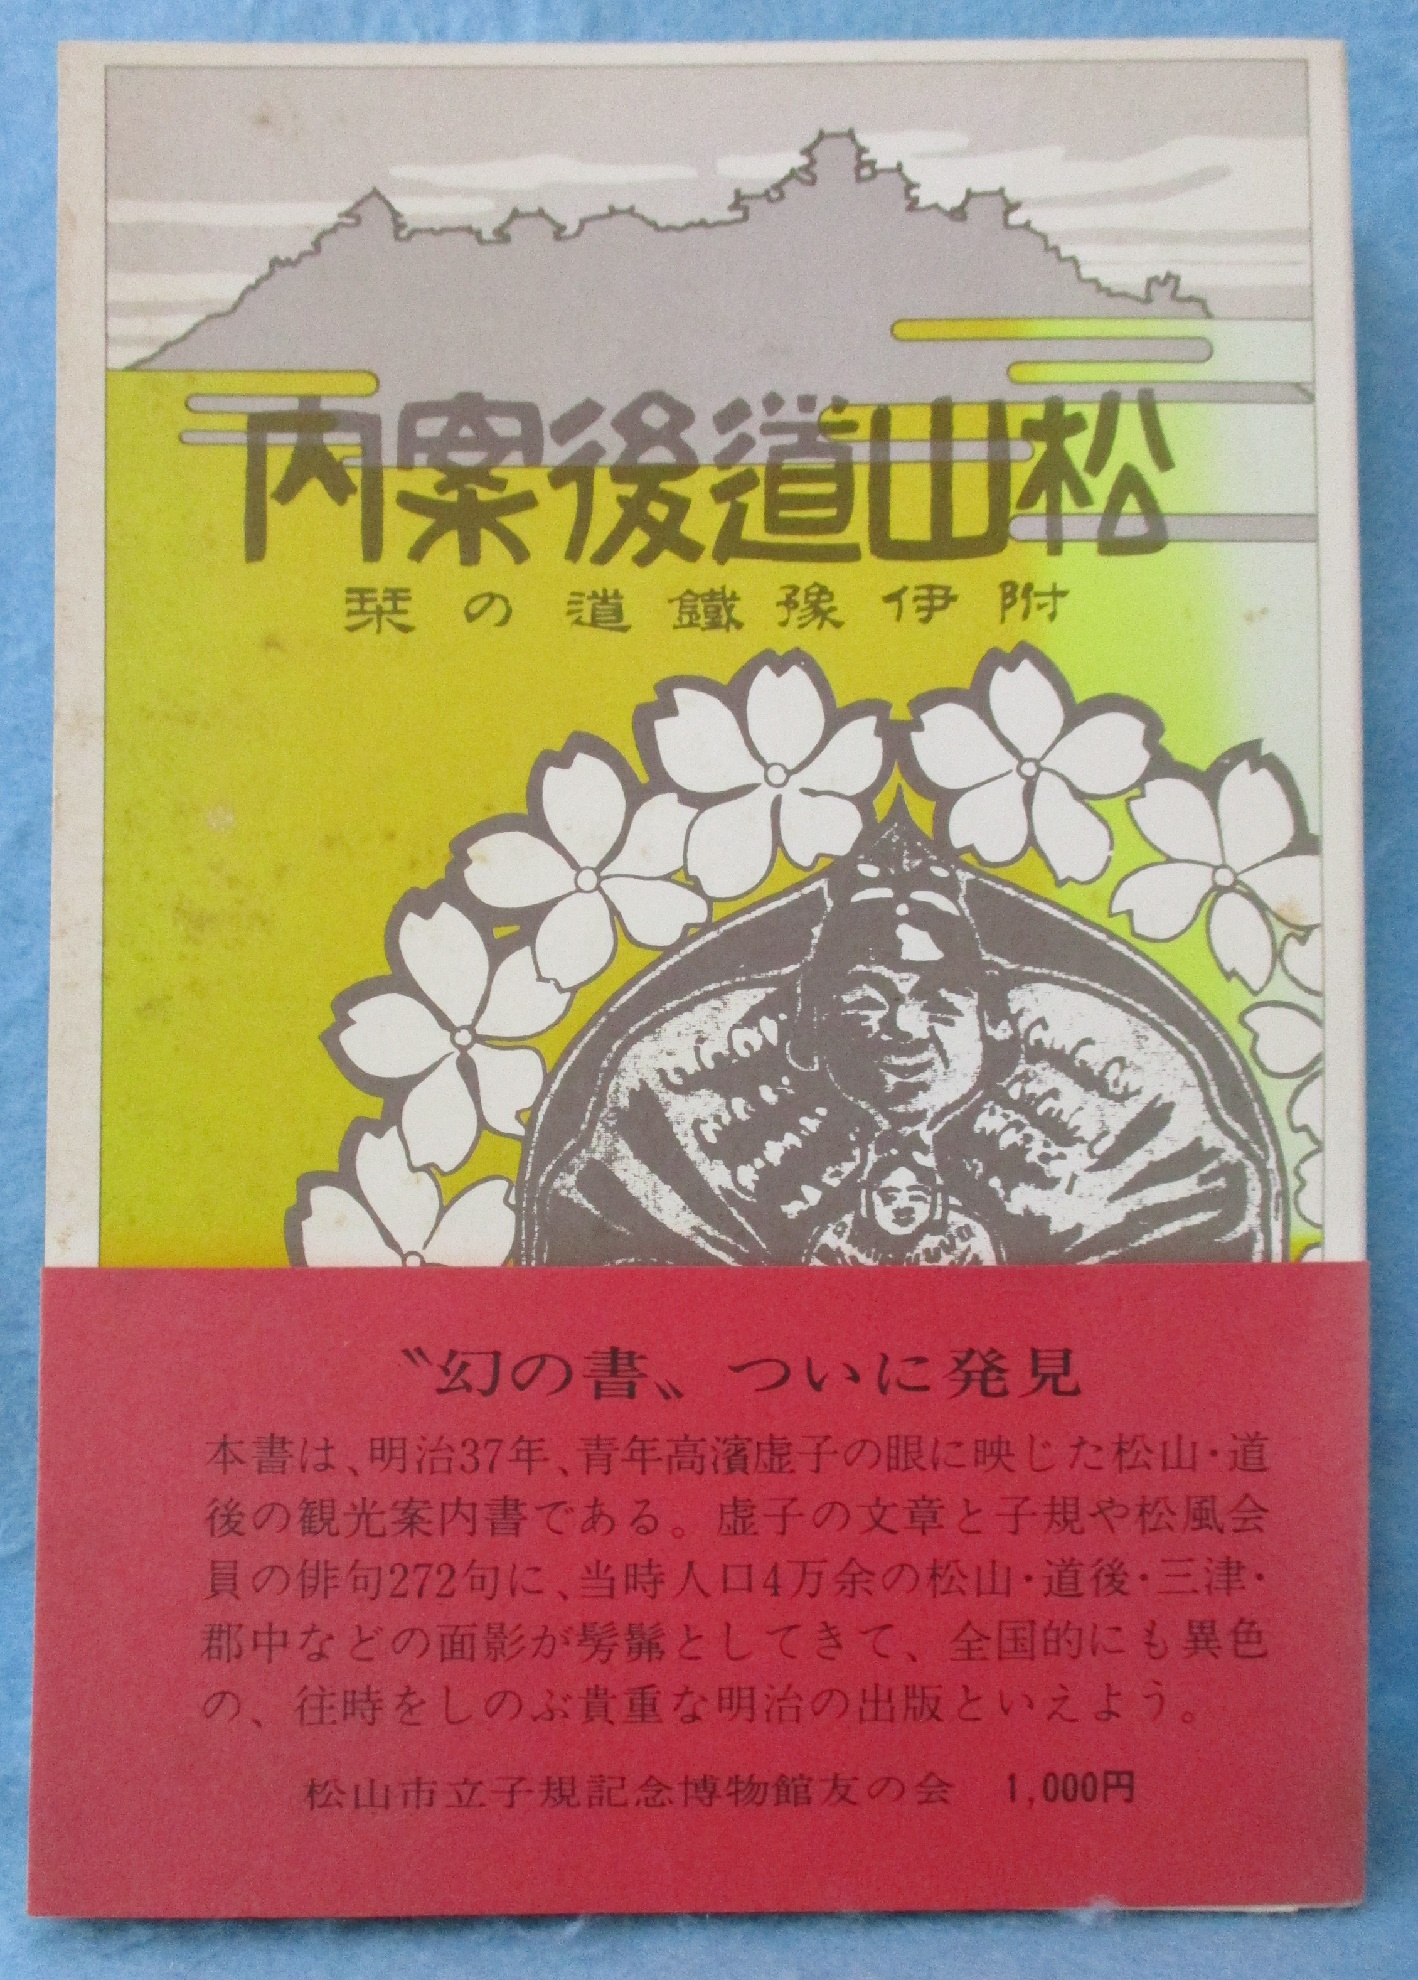 松山道後案内
附伊豫鐵道の栞
〝幻の書〟ついに発見
本書は、明治37年、青年高濱虚子の眼に映じた松山・道
後の観光案内書である。虚子の文章と子規や松風会
員の俳句272句に、当時人口4万余の松山・道後・三津・
郡中などの面影が髣髴としてきて、全国的にも異色
の、往時をしのぶ貴重な明治の出版といえよう。
松山市立子規記念博物館友の会 1,000円